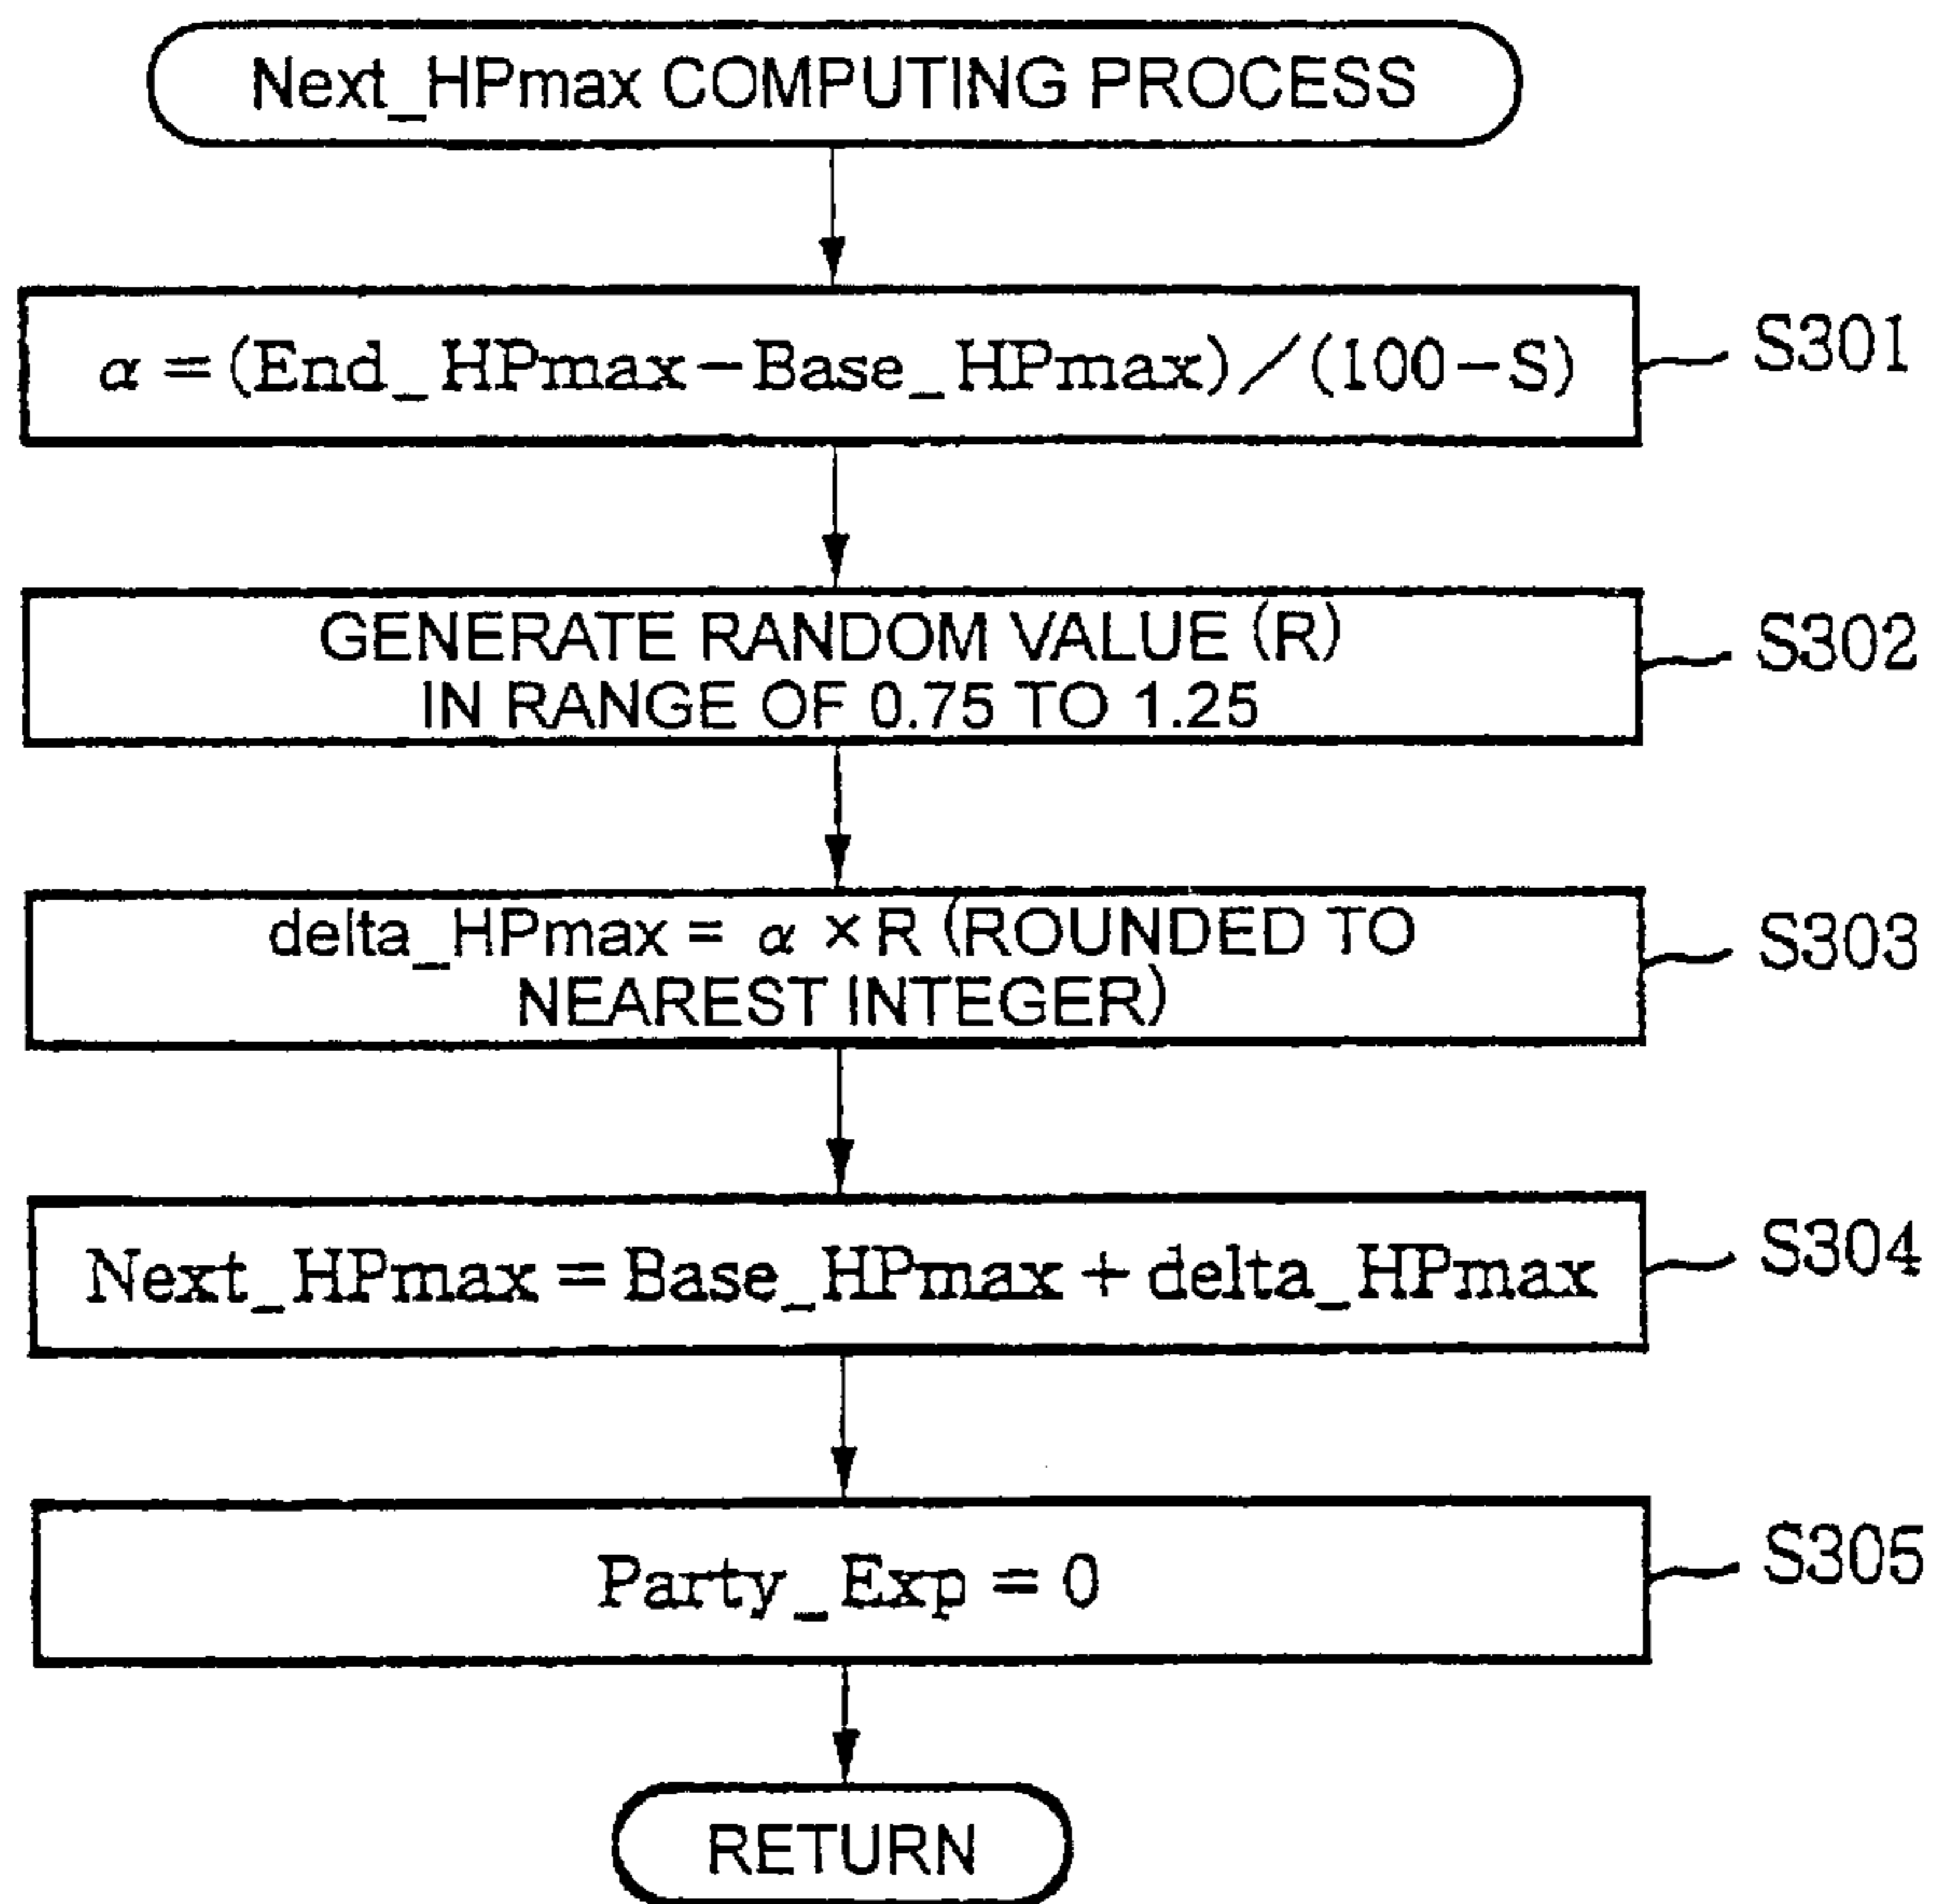 Next_HPmax COMPUTING PROCESS
α=(End_HPmax-Base_HPmax)/(100-S)
S301
GENERATE RANDOM VALUE (R)
IN RANGE OF 0.75 TO 1.25
S302
delta_HPmax = α × R (ROUNDED TO
NEAREST INTEGER)
S303
Next_HPmax=Base_HPmax+delta_HPmax
S304
Party_Exp=0
S305
RETURN